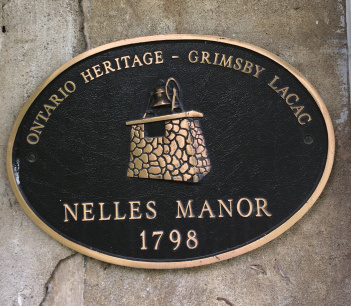 ONTARIO HERITAGE - GRIMSBY LACAC
NELLES MANOR
1798